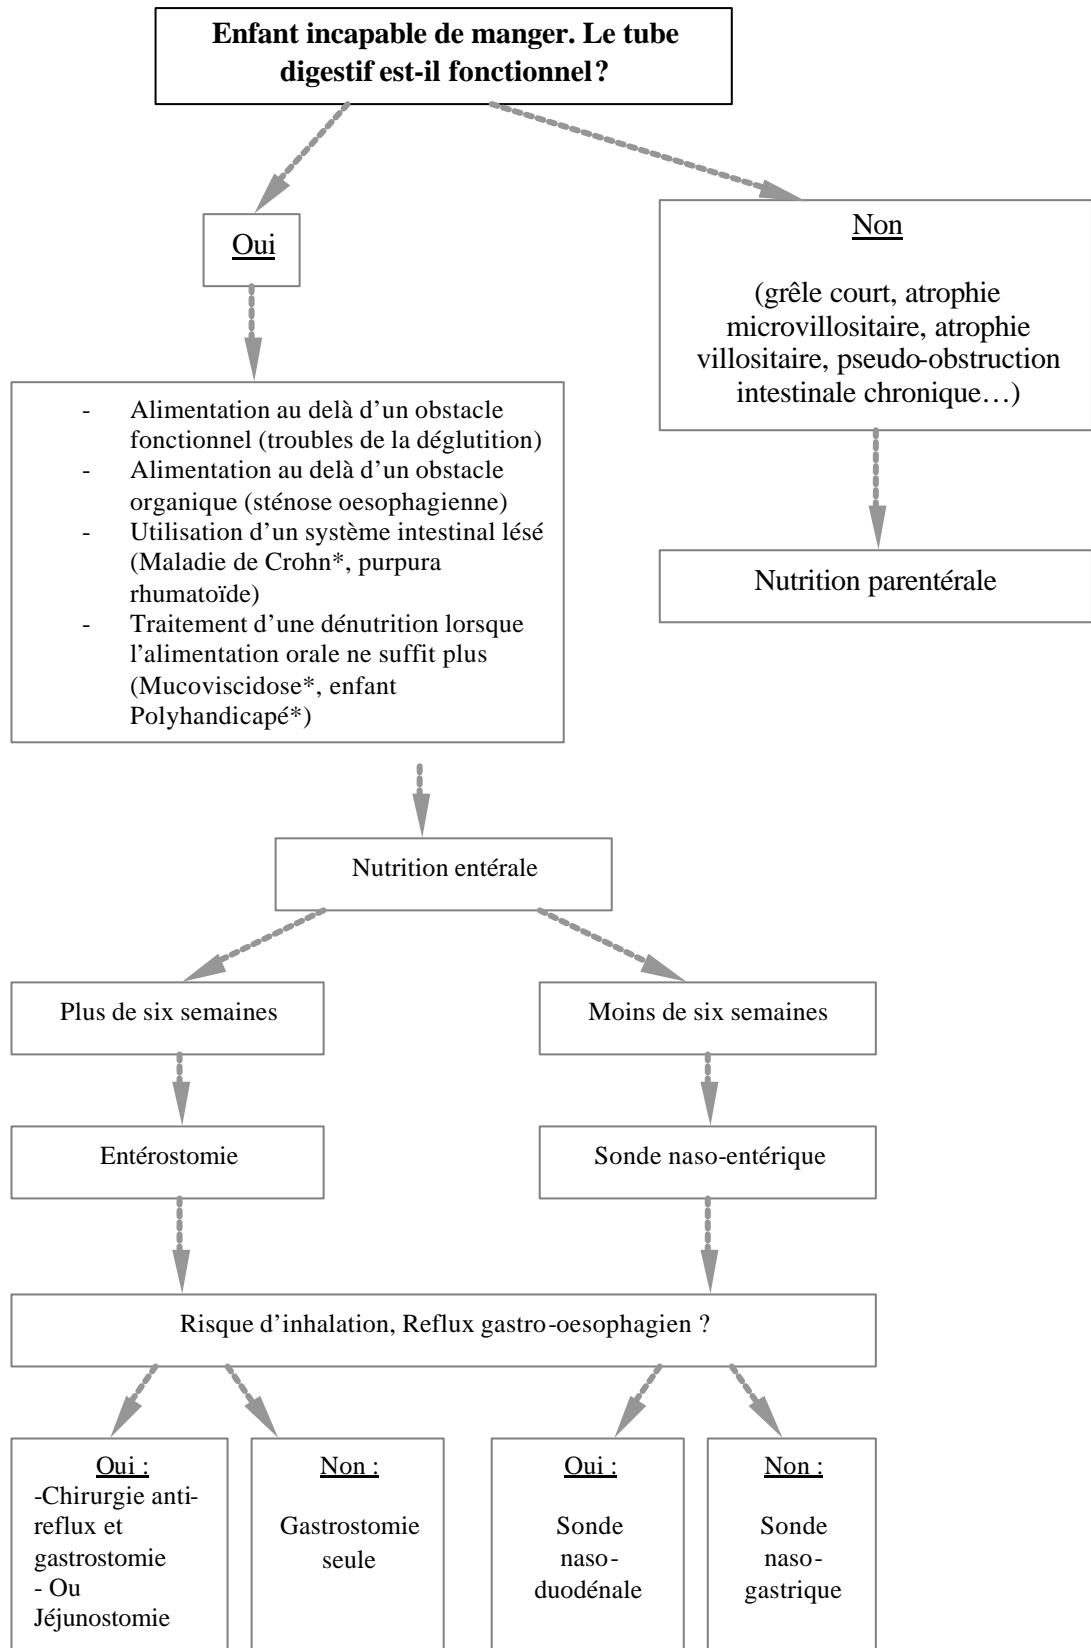 Enfant incapable de manger. Le tube
digestif est-il fonctionnel?
Oui
Non
(grêle court, atrophie
microvillositaire, atrophie
villositaire, pseudo-obstruction
intestinale chronique…)
- Alimentation au delà d’un obstacle
fonctionnel (troubles de la déglutition)
- Alimentation au delà d’un obstacle
organique (sténose oesophagienne)
- Utilisation d’un système intestinal lésé
(Maladie de Crohn*, purpura
rhumatoïde)
- Traitement d’une dénutrition lorsque
l’alimentation orale ne suffit plus
(Mucoviscidose*, enfant
Polyhandicapé*)
Nutrition parentérale
Nutrition entérale
Plus de six semaines
Moins de six semaines
Entérostomie
Sonde naso-entérique
Risque d’inhalation, Reflux gastro-oesophagien ?
Oui :
-Chirurgie anti-
reflux et
gastrostomie
- Ou
Jéjunostomie
Non :
Gastrostomie
seule
Oui :
Sonde
naso-
duodénale
Non :
Sonde
naso-
gastrique